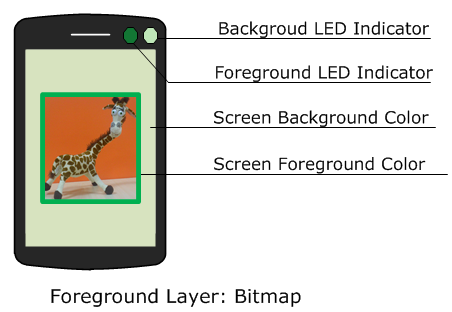 Backgroud LED Indicator
Foreground LED Indicator
Screen Background Color
Screen Foreground Color
Foreground Layer: Bitmap